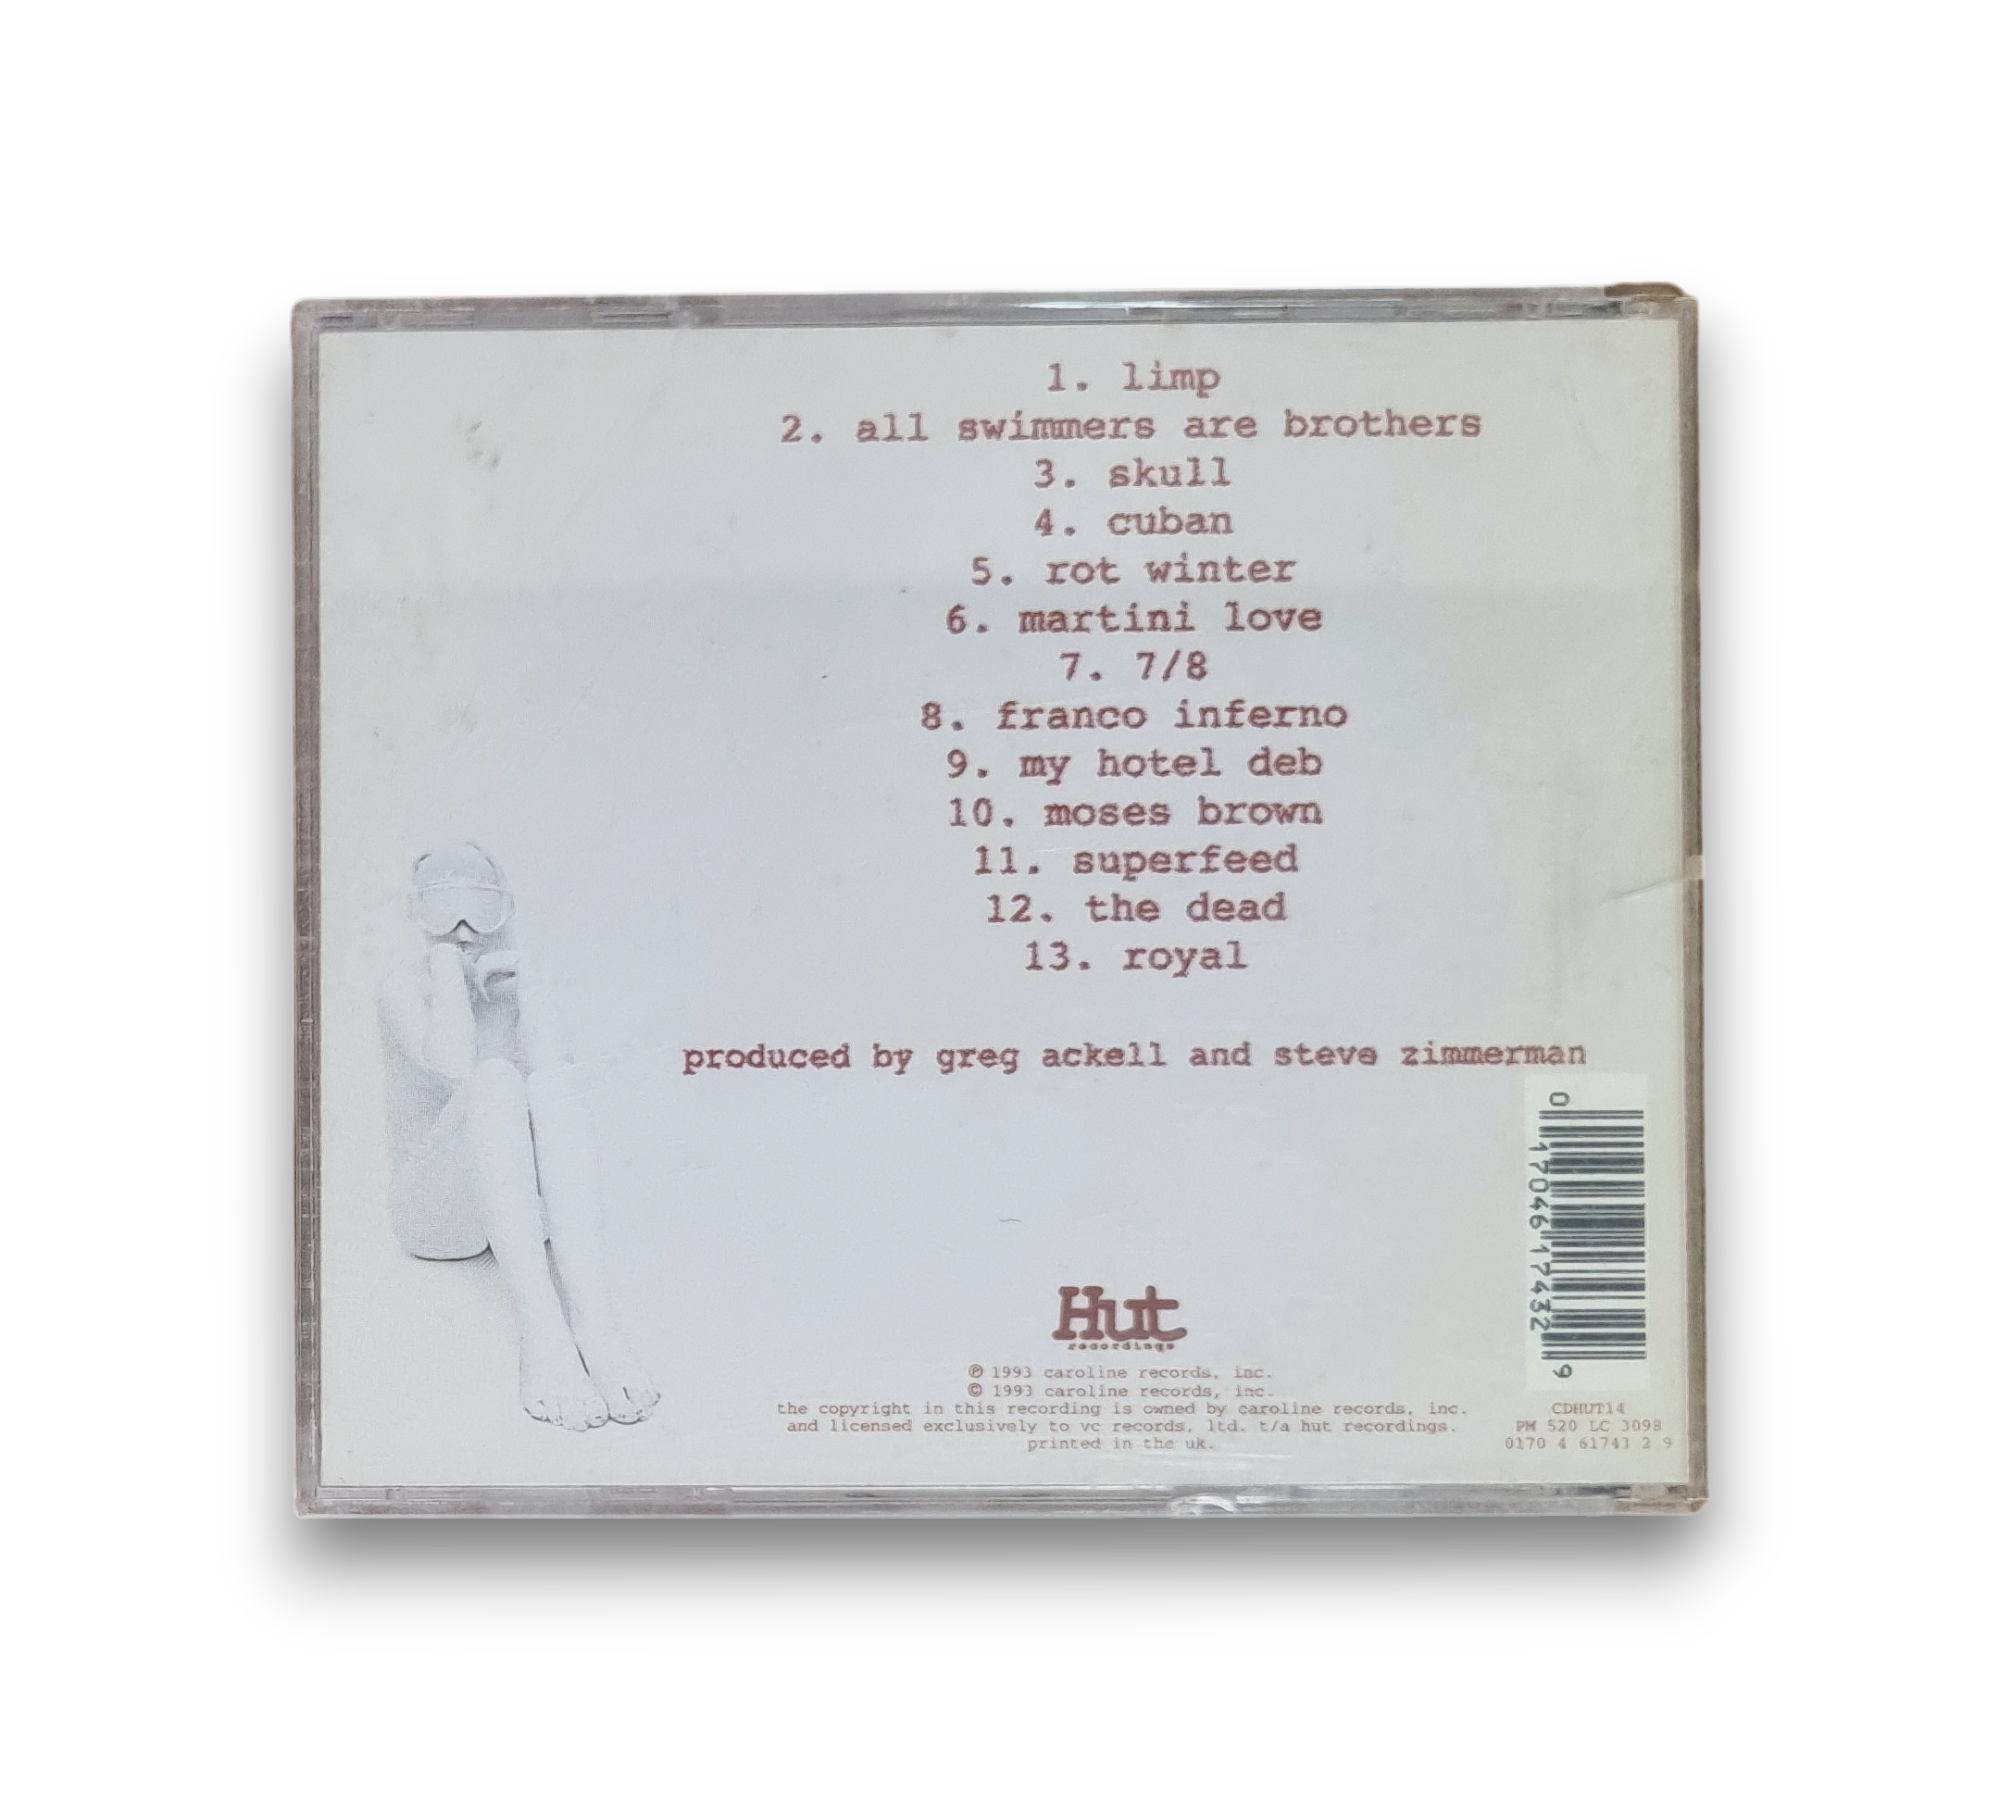 1. limp
2. all swimmers are brothers
3. skull
4. cuban
5. rot winter
6. martini love
7. 7/8
8. franco inferno
9. my hotel deb
10. moses brown
11. superfeed
12. the dead
13. royal
produced by greg ackell and steve zimmerman
0 17046 17432 9
Hut
recordings
℗ 1993 caroline records, inc.
© 1993 caroline records, inc.
the copyright in this recording is owned by caroline records, inc.
and licensed exclusively to vc records, ltd. t/a hut recordings.
printed in the uk.
CDHUT14
PM 520 LC 3098
0170 4 61743 2 9